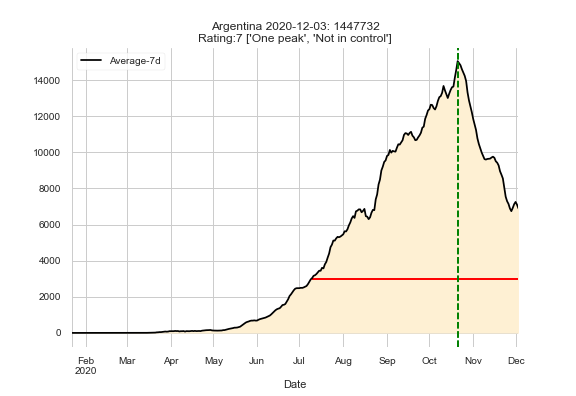 Argentina 2020-12-03: 1447732
Rating:7 ['One peak', 'Not in control']
Average-7d
14000
12000
10000
8000
6000
4000
2000
0
Feb Mar Apr May Jun Jul Aug Sep Oct Nov Dec
2020
Date